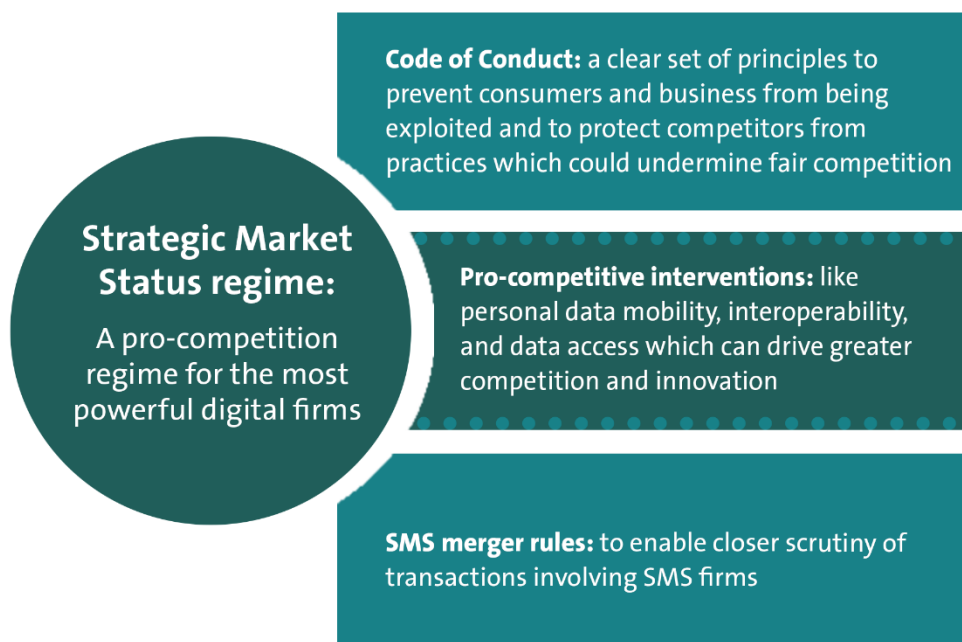 Strategic Market
Status regime:
A pro-competition
regime for the most
powerful digital firms
Code of Conduct: a clear set of principles to
prevent consumers and business from being
exploited and to protect competitors from
practices which could undermine fair competition
Pro-competitive interventions: like
personal data mobility, interoperability,
and data access which can drive greater
competition and innovation
SMS merger rules: to enable closer scrutiny of
transactions involving SMS firms